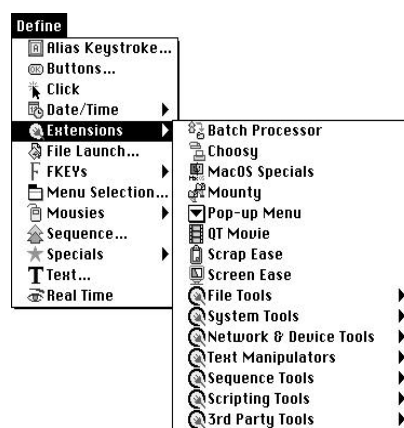 Define
Alias Keystroke...
Buttons...
Click
Date/Time
Extensions
File Launch...
FKEYs
Menu Selection...
Mousies
Sequence...
Specials
Text...
Real Time
Batch Processor
Choosy
MacOS Specials
Mounty
Pop-up Menu
QT Movie
Scrap Ease
Screen Ease
File Tools
System Tools
Network & Device Tools
Text Manipulators
Sequence Tools
Scripting Tools
3rd Party Tools